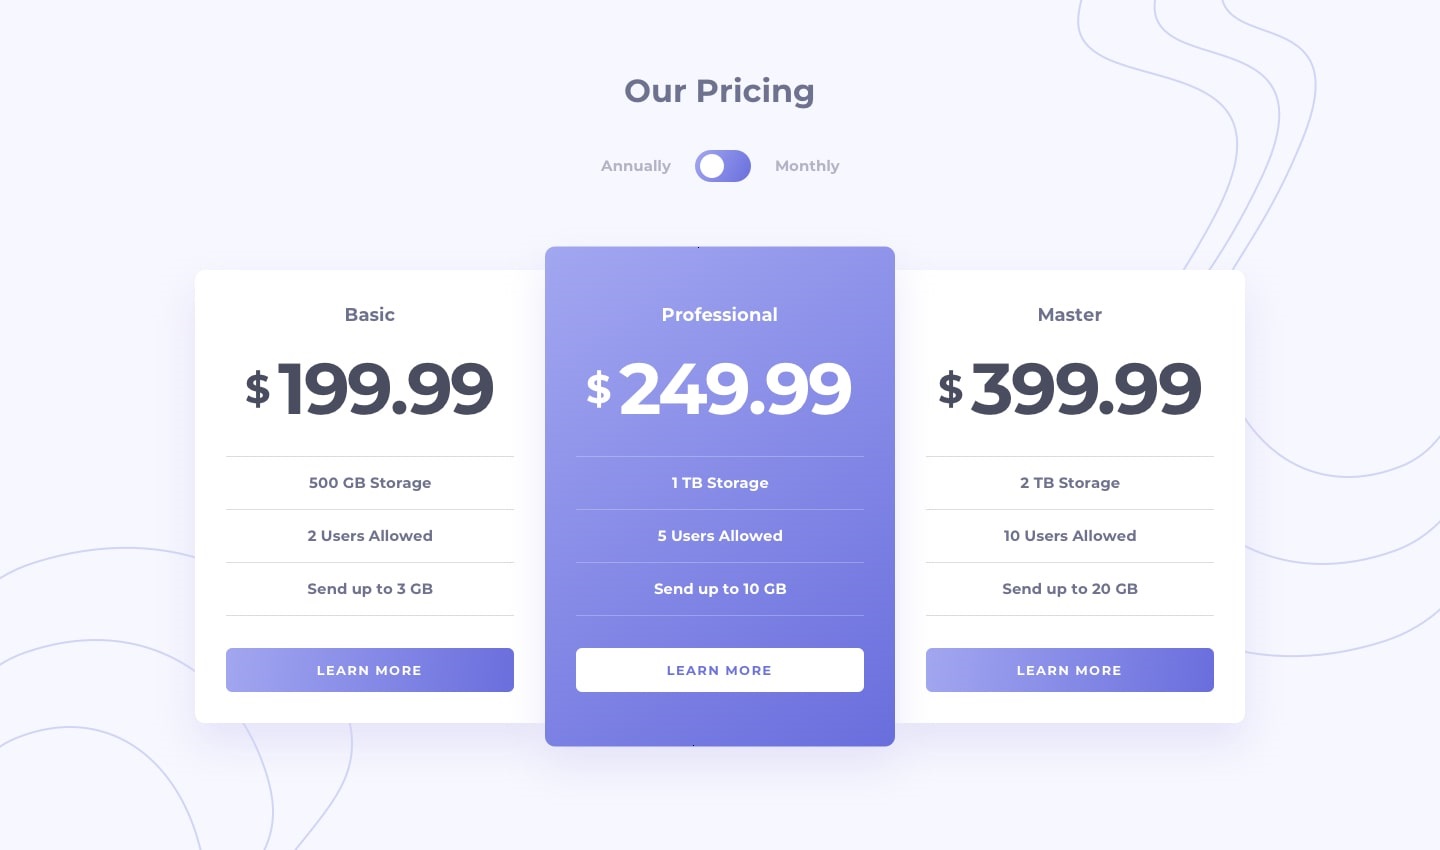 Our Pricing
Annually
Monthly
Basic
$ 199.99
500 GB Storage
2 Users Allowed
Send up to 3 GB
LEARN MORE
Professional
$ 249.99
1 TB Storage
5 Users Allowed
Send up to 10 GB
LEARN MORE
Master
$ 399.99
2 TB Storage
10 Users Allowed
Send up to 20 GB
LEARN MORE